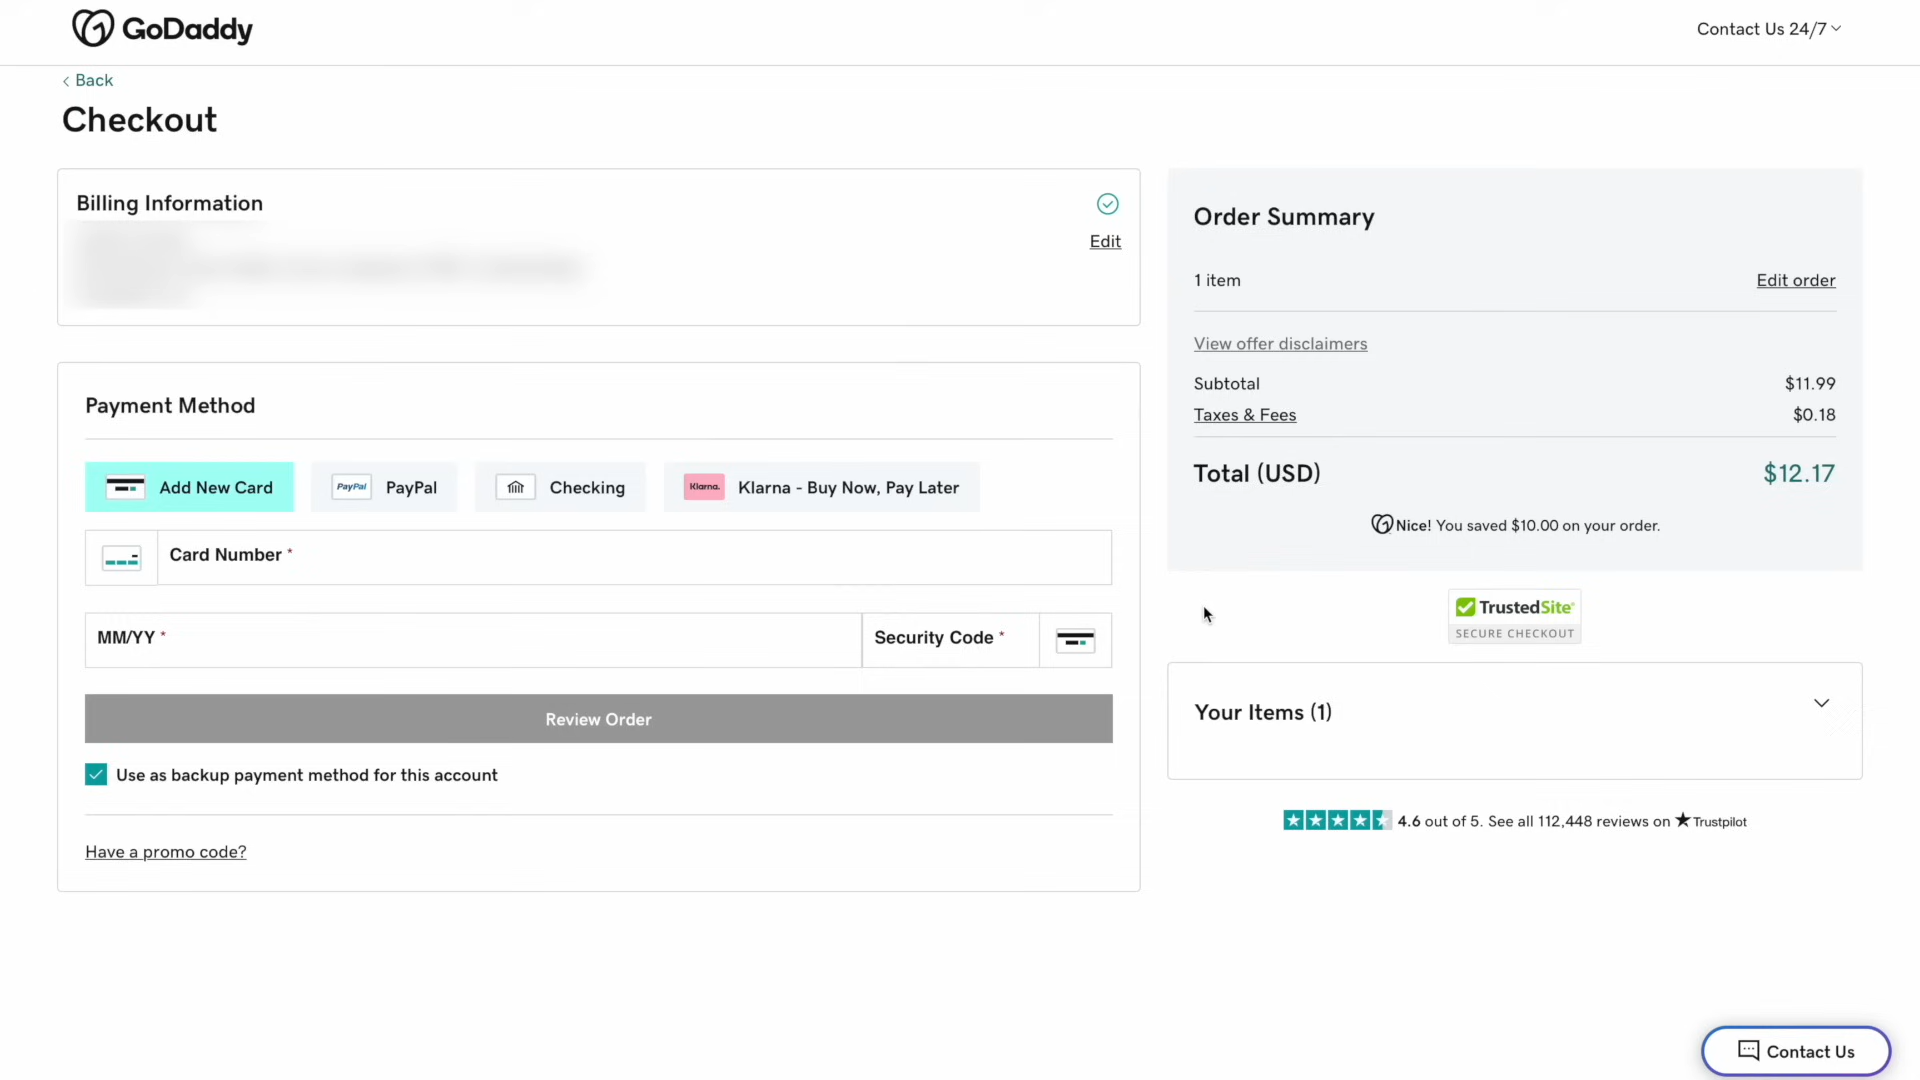 GoDaddy
Contact Us 24/7
Back
Checkout
Billing Information
Edit
Payment Method
Add New Card
PayPal PayPal
Checking
Klarna. Klarna - Buy Now, Pay Later
Card Number *
MM/YY *
Security Code *
Review Order
Use as backup payment method for this account
Have a promo code?
Order Summary
1 item
Edit order
View offer disclaimers
Subtotal $11.99
Taxes & Fees $0.18
Total (USD) $12.17
Nice! You saved $10.00 on your order.
TrustedSite
SECURE CHECKOUT
Your Items (1)
4.6 out of 5. See all 112,448 reviews on Trustpilot
Contact Us